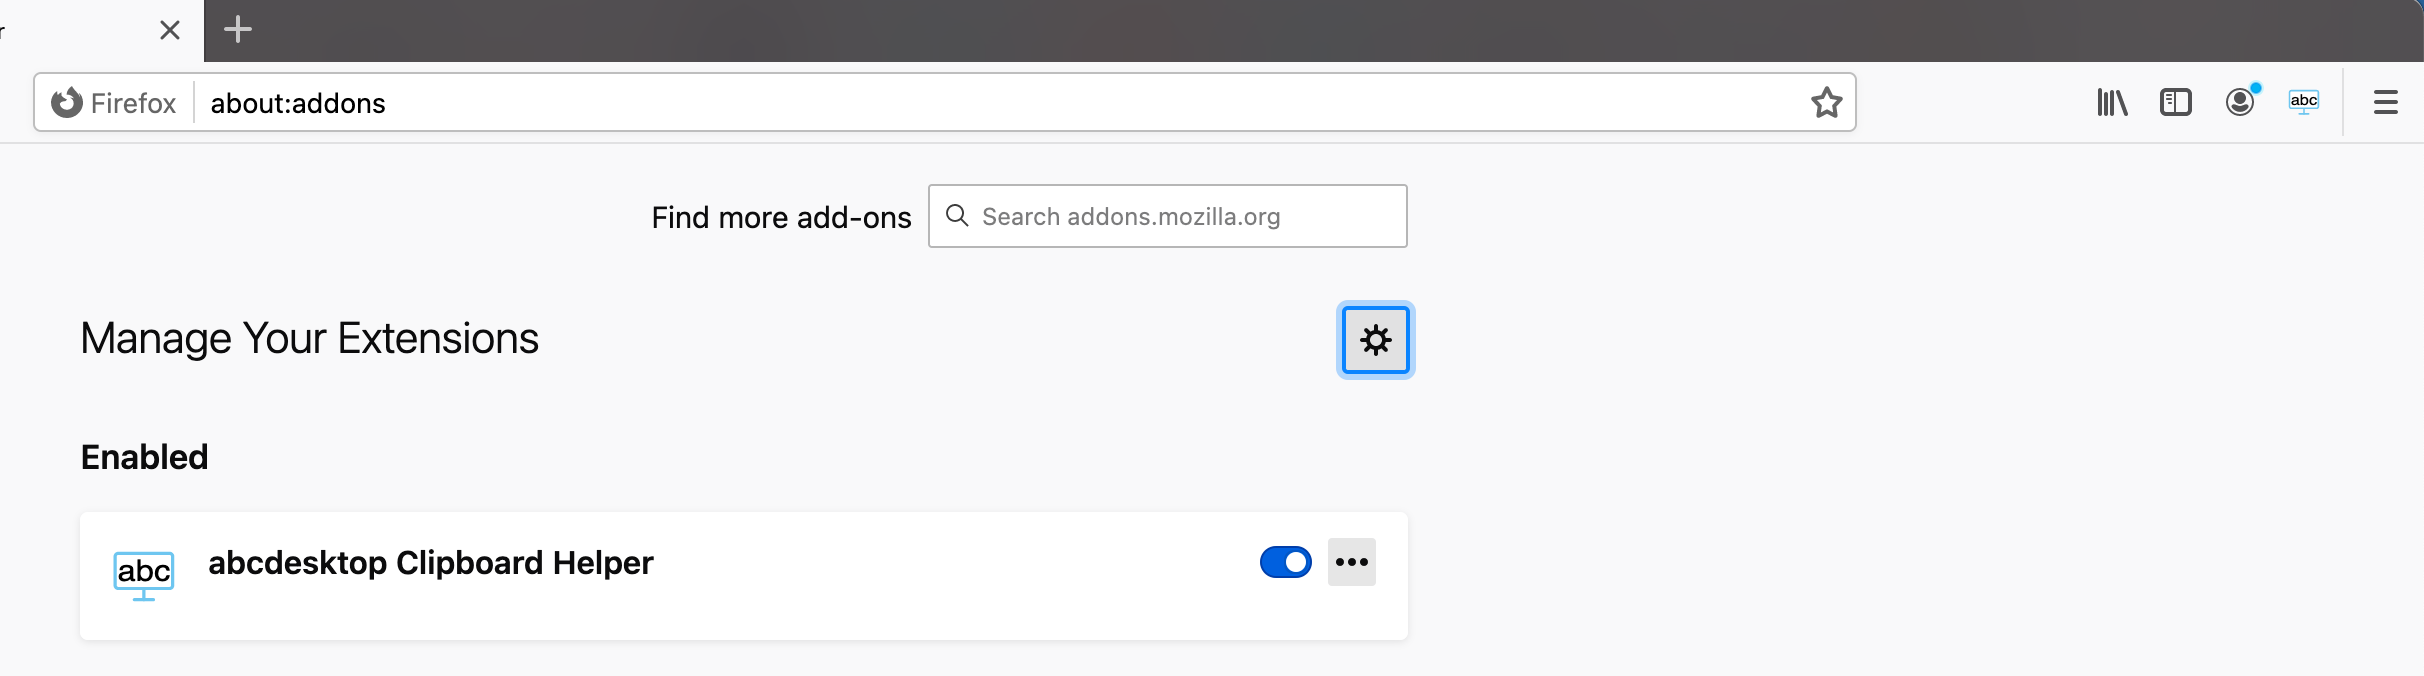 r
Firefox about:addons
abc
Find more add-ons Search addons.mozilla.org
Manage Your Extensions
Enabled
abc abcdesktop Clipboard Helper